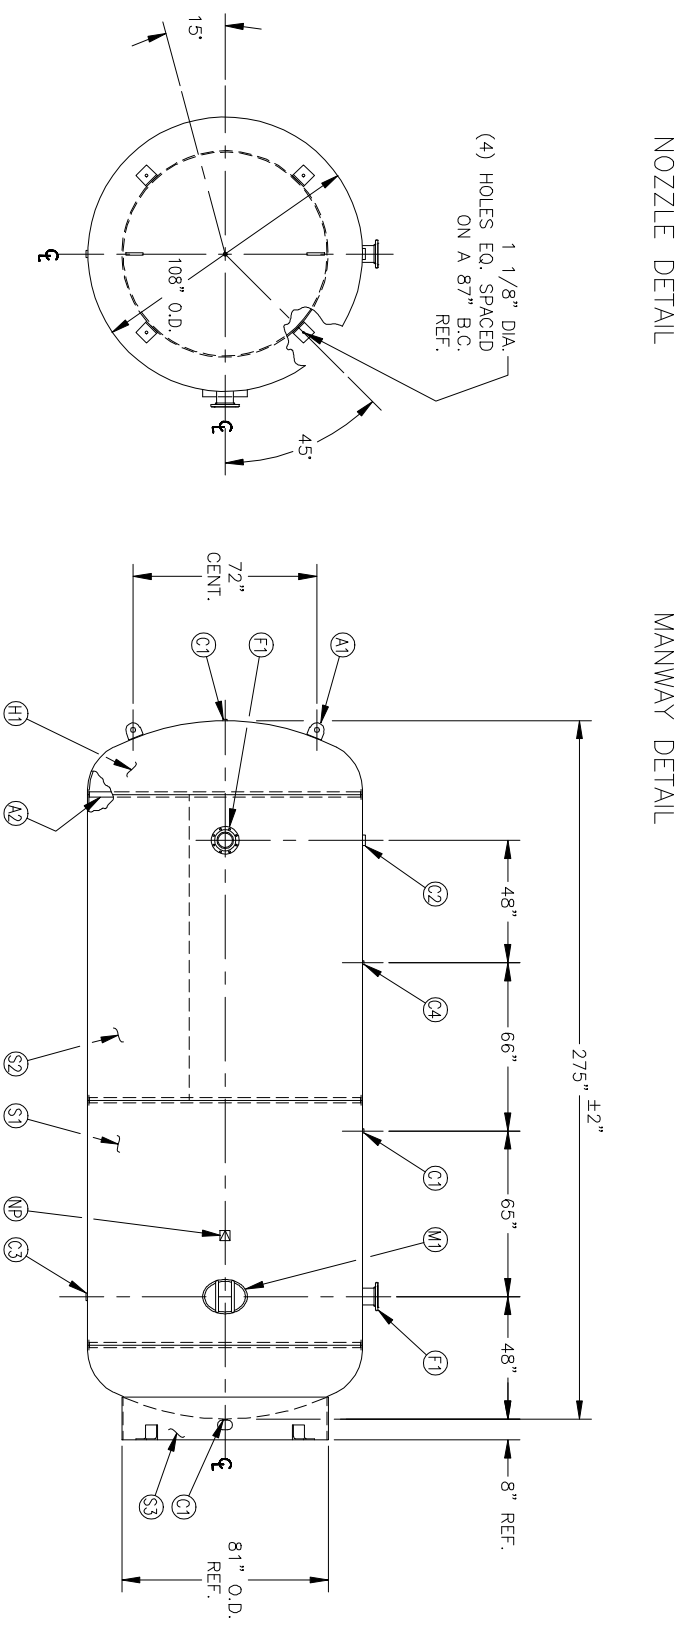 NOZZLE DETAIL
MANWAY DETAIL
15°
1 1/8" DIA.
(4) HOLES EQ. SPACED
ON A 87" B.C.
REF.
108" O.D.
45°
℄
℄
72"
CENT.
C1
F1
A1
H1
A2
C2
48"
C4
66"
275" ±2"
S2
S1
C1
65"
NP
C3
M1
F1
48"
8" REF.
℄
S3
C1
81" O.D.
REF.